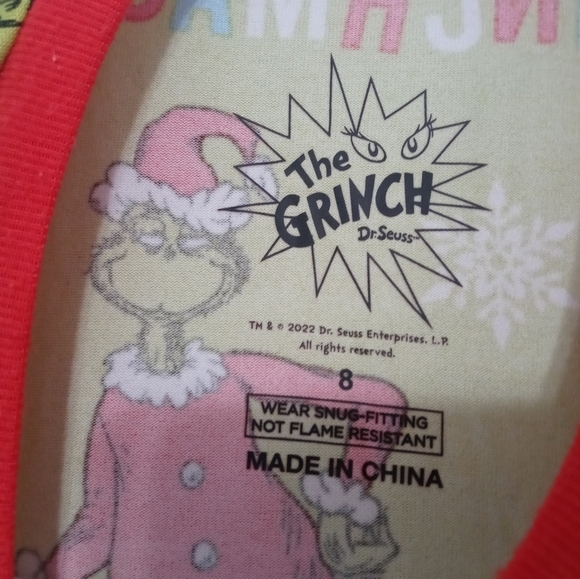 The
GRINCH
Dr. Seuss
TM & © 2022 Dr. Seuss Enterprises, L.P.
All rights reserved.
8
WEAR SNUG-FITTING
NOT FLAME RESISTANT
MADE IN CHINA